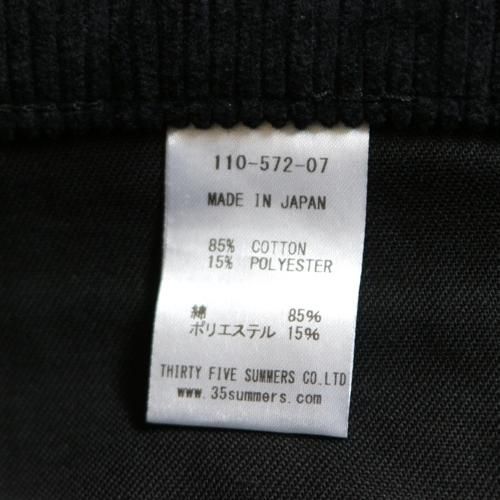 110-572-07
MADE IN JAPAN
85% COTTON
15% POLYESTER
綿 85%
ポリエステル 15%
THIRTY FIVE SUMMERS CO.LTD
www.35summers.com